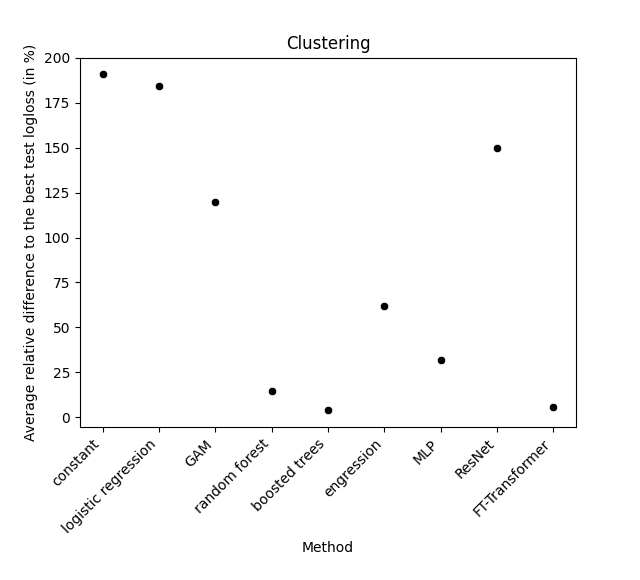 Clustering
Average relative difference to the best test logloss (in %)
200
175
150
125
100
75
50
25
0
constant
logistic regression
GAM
random forest
boosted trees
engression
MLP
ResNet
FT-Transformer
Method